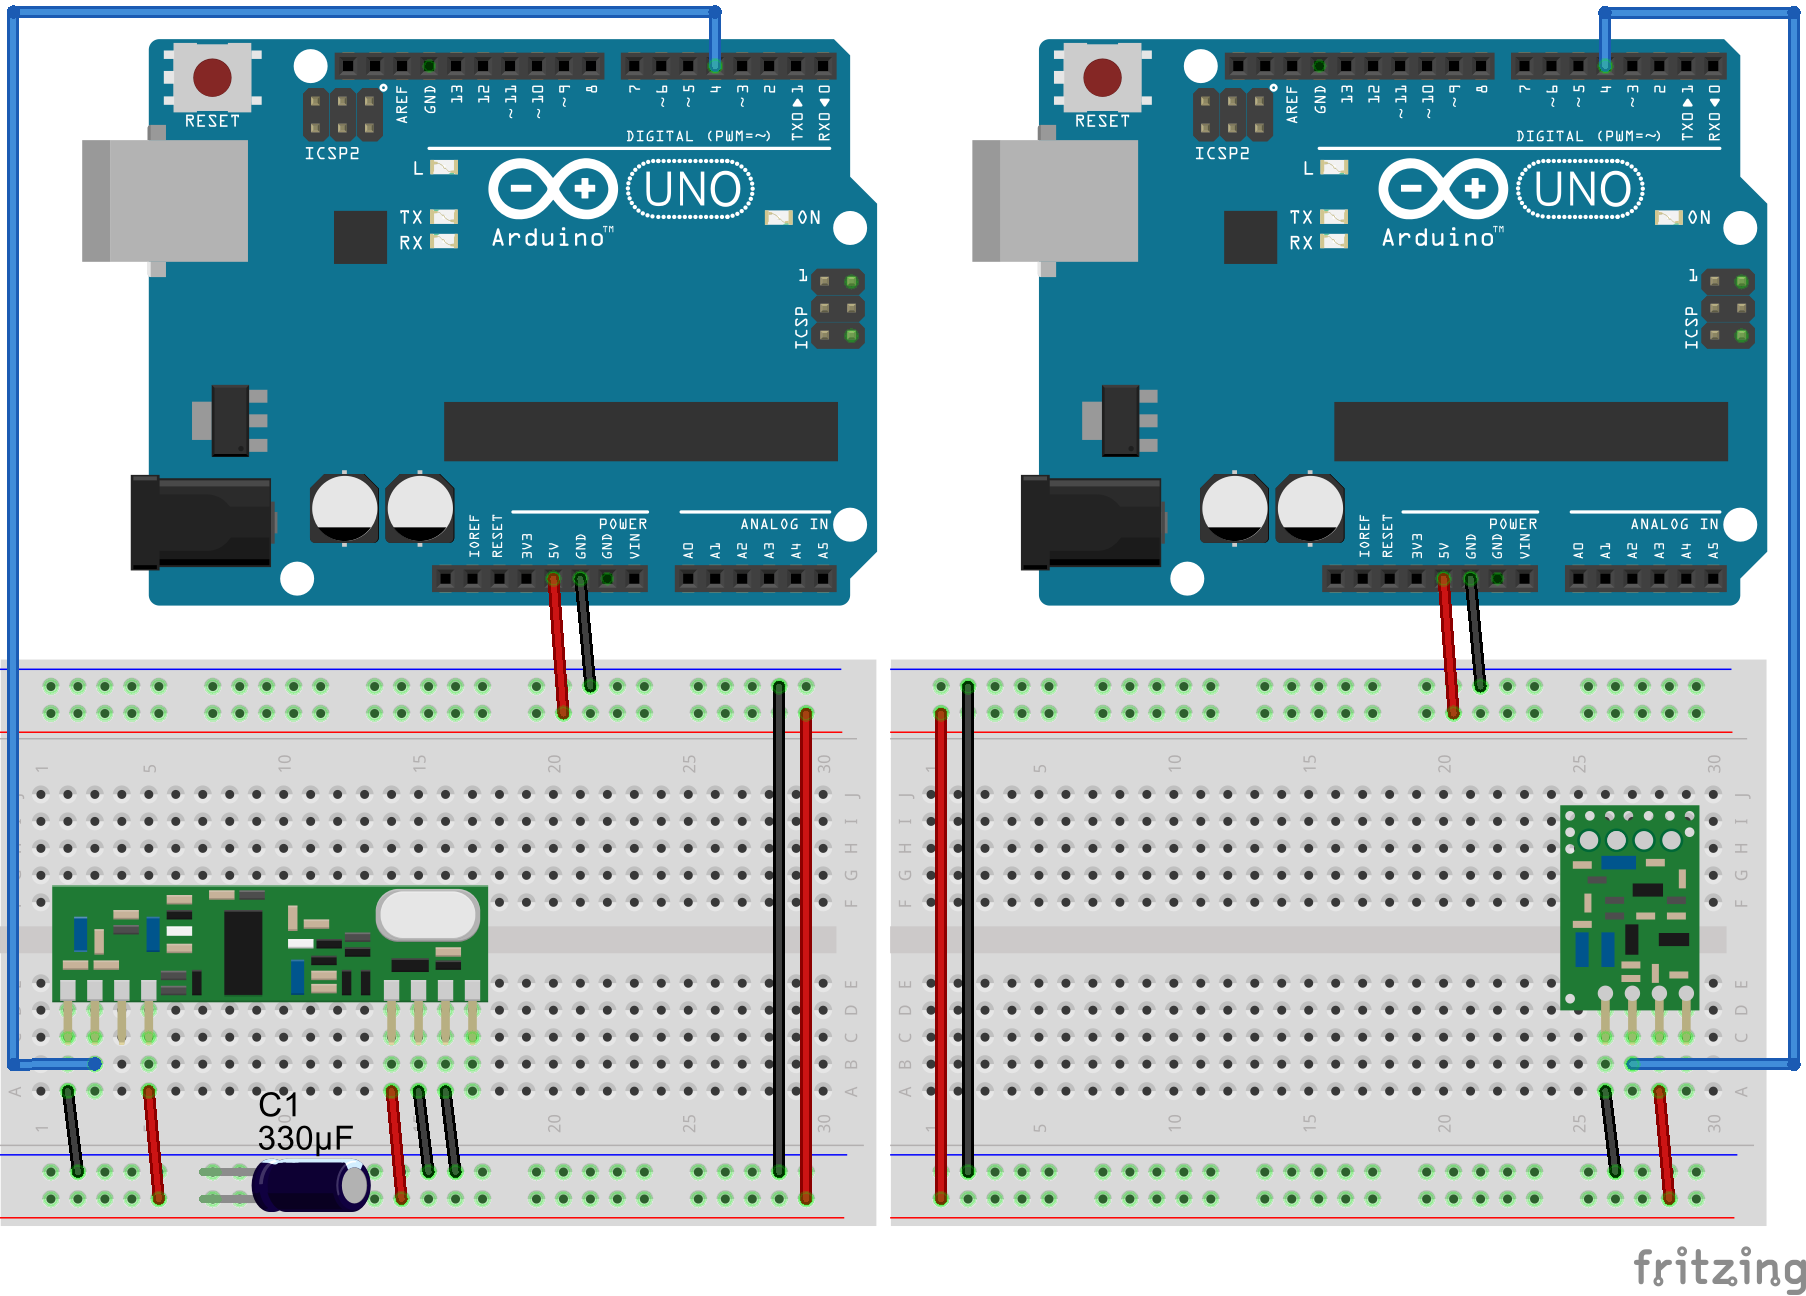 RESET
ICSP2
AREF
GND
13
12
~11
~10
~9
8
7
~6
~5
4
~3
2
TX0▶1
RX0◀0
DIGITAL (PWM=~)
L
TX
RX
UNO
Arduino™
ON
1
ICSP
IOREF
RESET
3V3
5V
GND
GND
VIN
POWER
A0
A1
A2
A3
A4
A5
ANALOG IN
RESET
ICSP2
AREF
GND
13
12
~11
~10
~9
8
7
~6
~5
4
~3
2
TX0▶1
RX0◀0
DIGITAL (PWM=~)
L
TX
RX
UNO
Arduino™
ON
1
ICSP
IOREF
RESET
3V3
5V
GND
GND
VIN
POWER
A0
A1
A2
A3
A4
A5
ANALOG IN
1 5 10 15 20 25 30
J
I
H
G
F
E
D
C
B
A
C1
330µF
1 20 25 30
1 5 10 15 20 25 30
J J
I I
H H
G G
F F
E E
D D
C C
B B
A A
1 5 10 15 20 25 30
fritzing